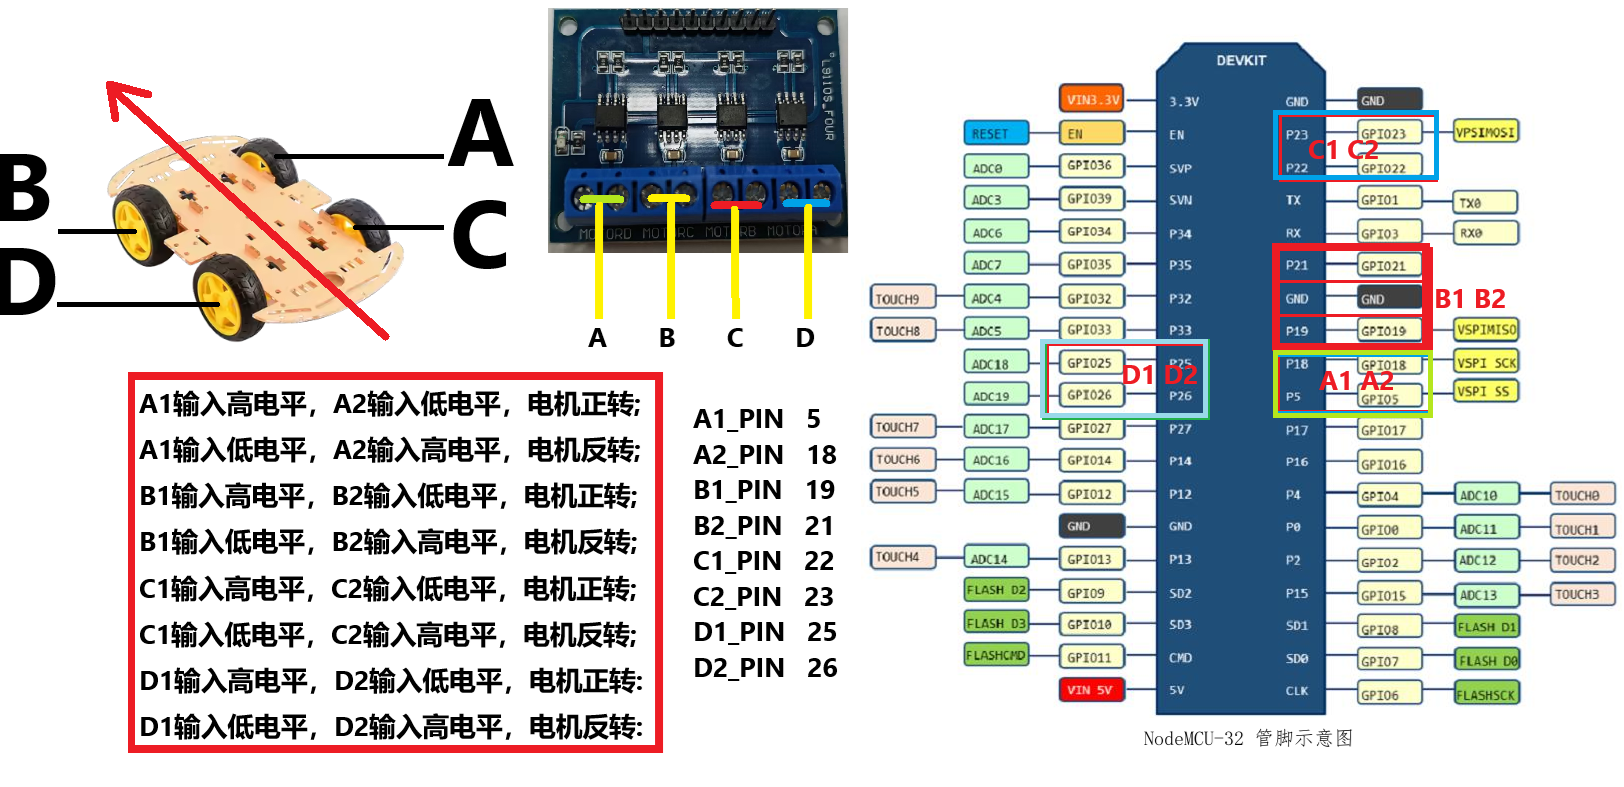 A
B
C
D
"L9110S_FOUR
MOTORD MOTORC MOTORB MOTORA
A B C D
A1输入高电平，A2输入低电平，电机正转;
A1输入低电平，A2输入高电平，电机反转;
B1输入高电平，B2输入低电平，电机正转;
B1输入低电平，B2输入高电平，电机反转;
C1输入高电平，C2输入低电平，电机正转;
C1输入低电平，C2输入高电平，电机反转;
D1输入高电平，D2输入低电平，电机正转:
D1输入低电平，D2输入高电平，电机反转:
A1_PIN 5
A2_PIN 18
B1_PIN 19
B2_PIN 21
C1_PIN 22
C2_PIN 23
D1_PIN 25
D2_PIN 26
DEVKIT
VIN3.3V 3.3V GND GND
RESET EN EN P23 GPIO23 VPSIMOSI
C1 C2
ADC0 GPIO36 SVP P22 GPIO22
ADC3 GPIO39 SVN TX GPIO1 TX0
ADC6 GPIO34 P34 RX GPIO3 RX0
ADC7 GPIO35 P35 P21 GPIO21
TOUCH9 ADC4 GPIO32 P32 GND GND B1 B2
TOUCH8 ADC5 GPIO33 P33 P19 GPIO19 VSPIMISO
ADC18 GPIO25 P25 P18 GPIO18 VSPI SCK
D1 D2 A1 A2
ADC19 GPIO26 P26 P5 GPIO5 VSPI SS
TOUCH7 ADC17 GPIO27 P27 P17 GPIO17
TOUCH6 ADC16 GPIO14 P14 P16 GPIO16
TOUCH5 ADC15 GPIO12 P12 P4 GPIO4 ADC10 TOUCH0
GND GND P0 GPIO0 ADC11 TOUCH1
TOUCH4 ADC14 GPIO13 P13 P2 GPIO2 ADC12 TOUCH2
FLASH D2 GPIO9 SD2 P15 GPIO15 ADC13 TOUCH3
FLASH D3 GPIO10 SD3 SD1 GPIO8 FLASH D1
FLASHCMD GPIO11 CMD SD0 GPIO7 FLASH D0
VIN 5V 5V CLK GPIO6 FLASHSCK
NodeMCU-32 管脚示意图